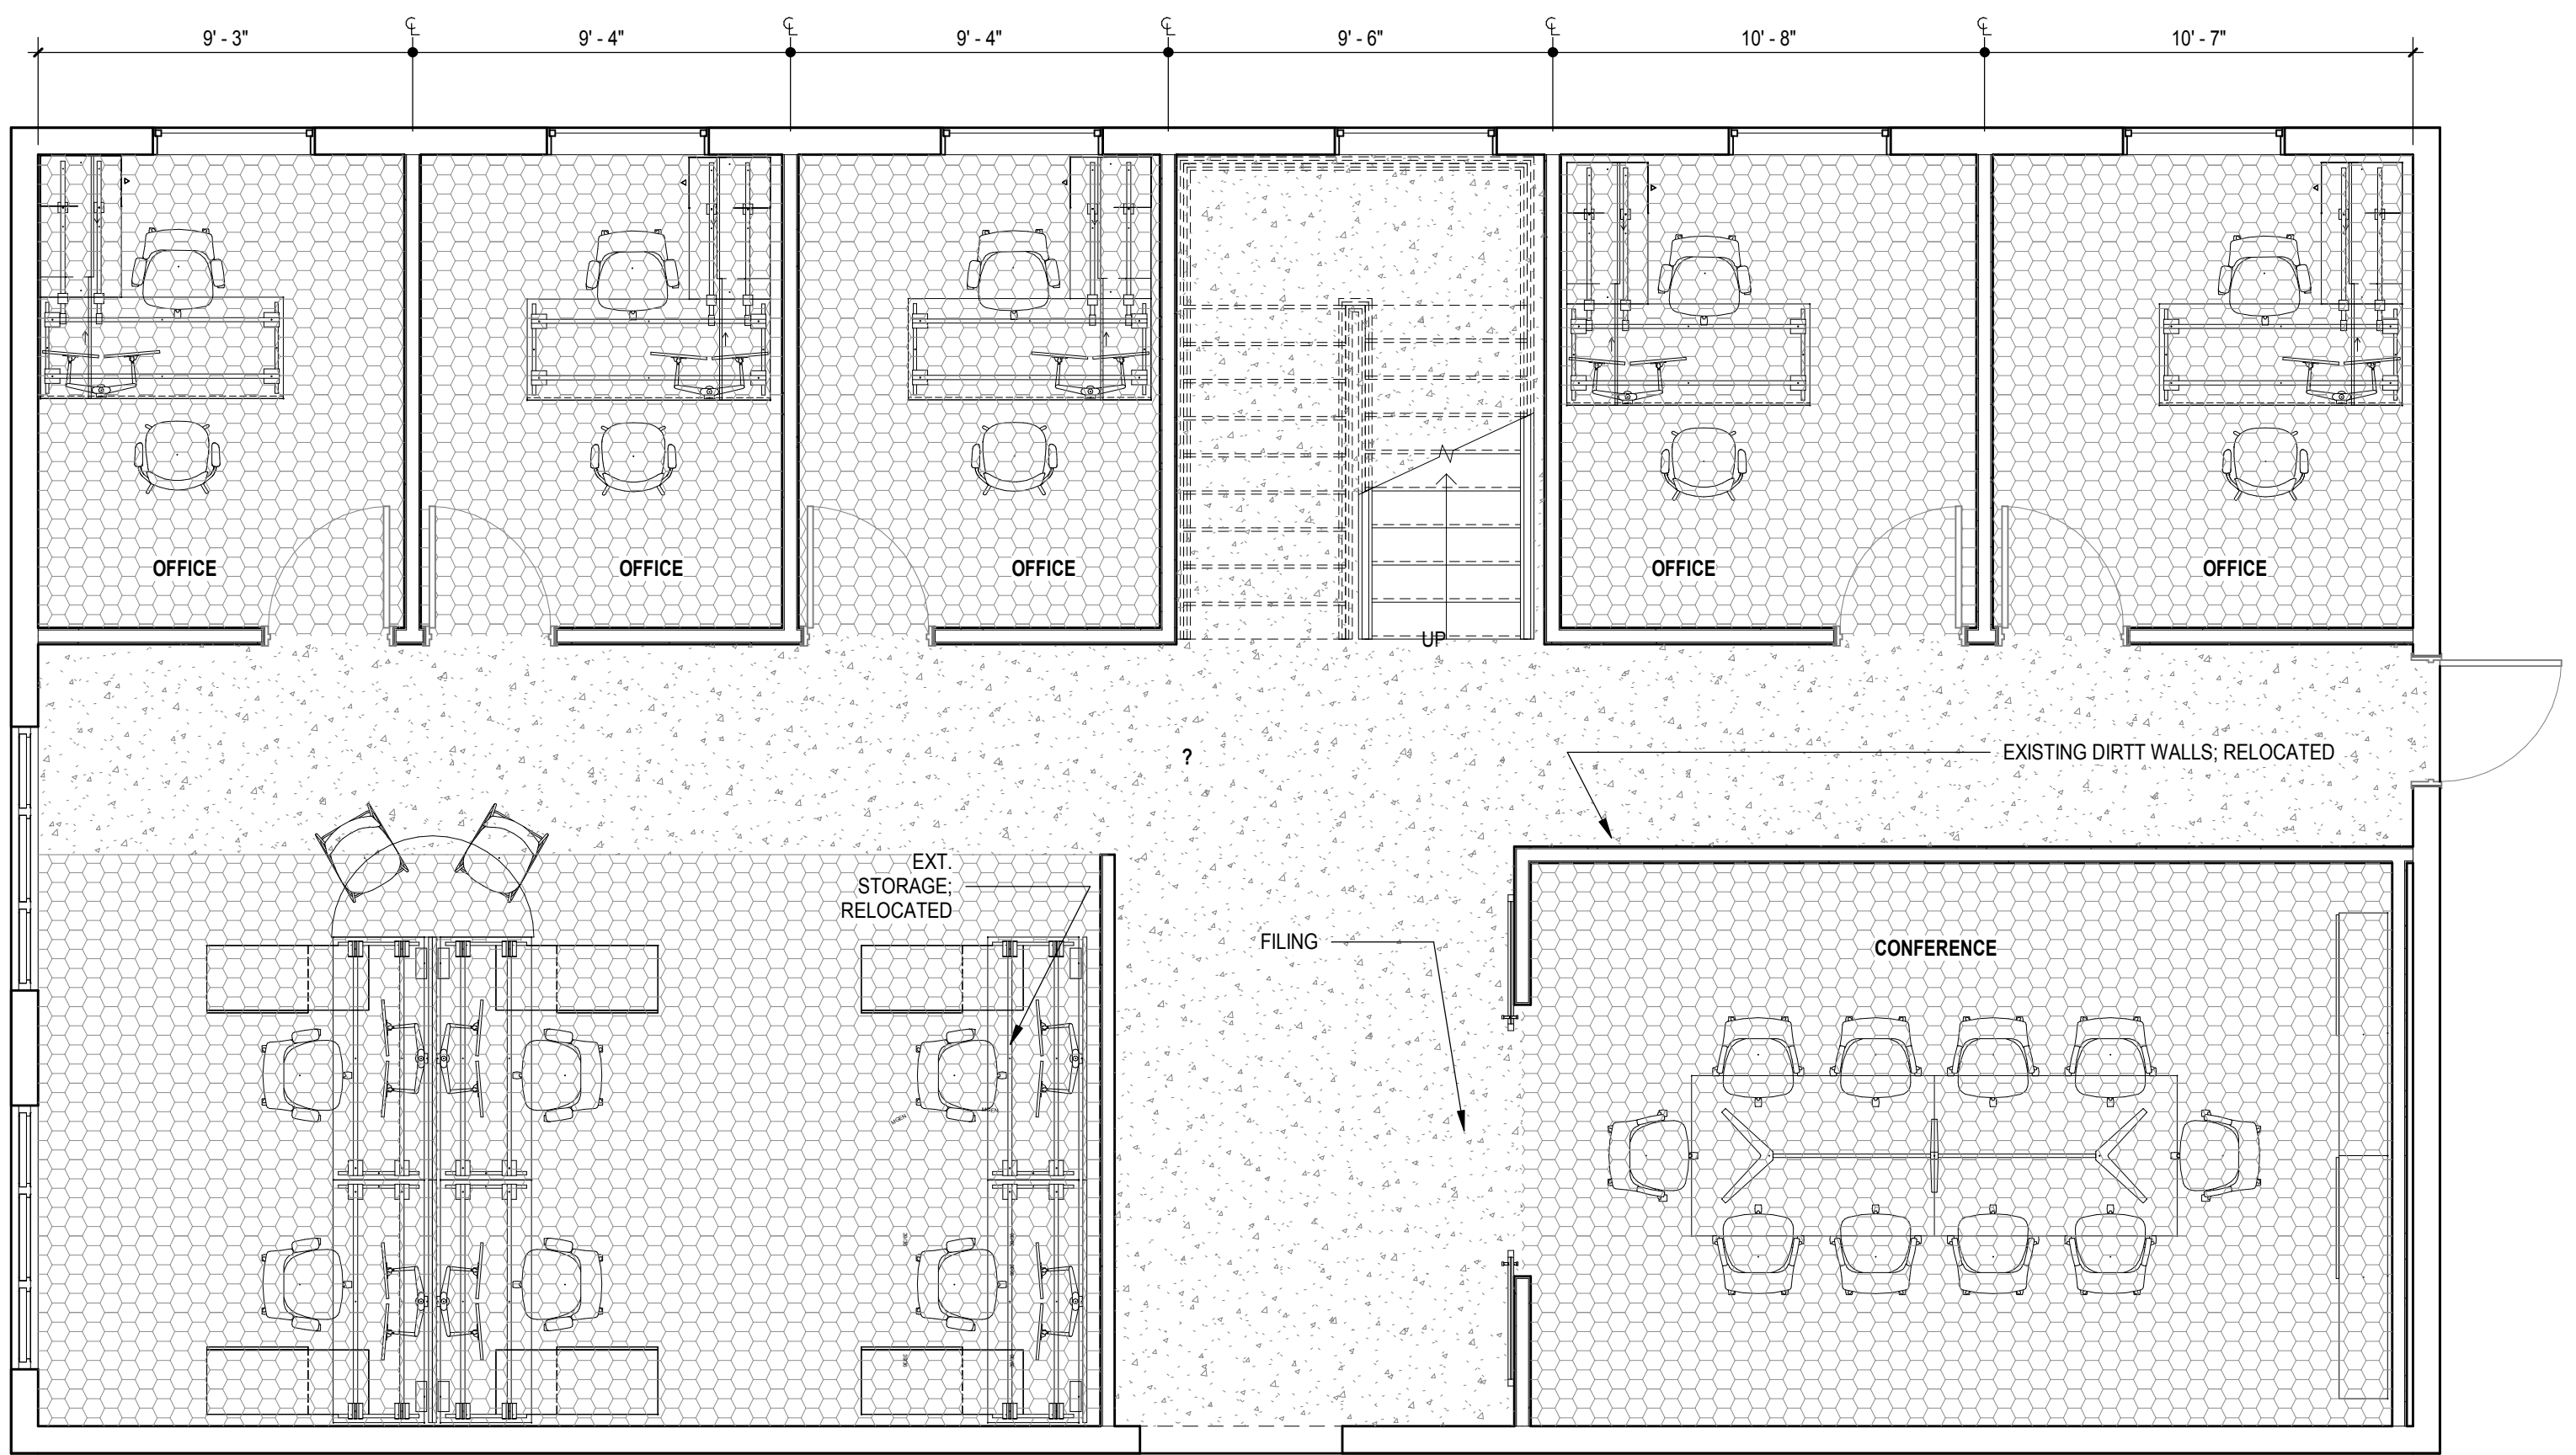 ℄ ℄ ℄ ℄ ℄
9' - 3" 9' - 4" 9' - 4" 9' - 6" 10' - 8" 10' - 7"
OFFICE OFFICE OFFICE OFFICE OFFICE
UP
?
EXISTING DIRTT WALLS; RELOCATED
EXT.
STORAGE;
RELOCATED
FILING
CONFERENCE